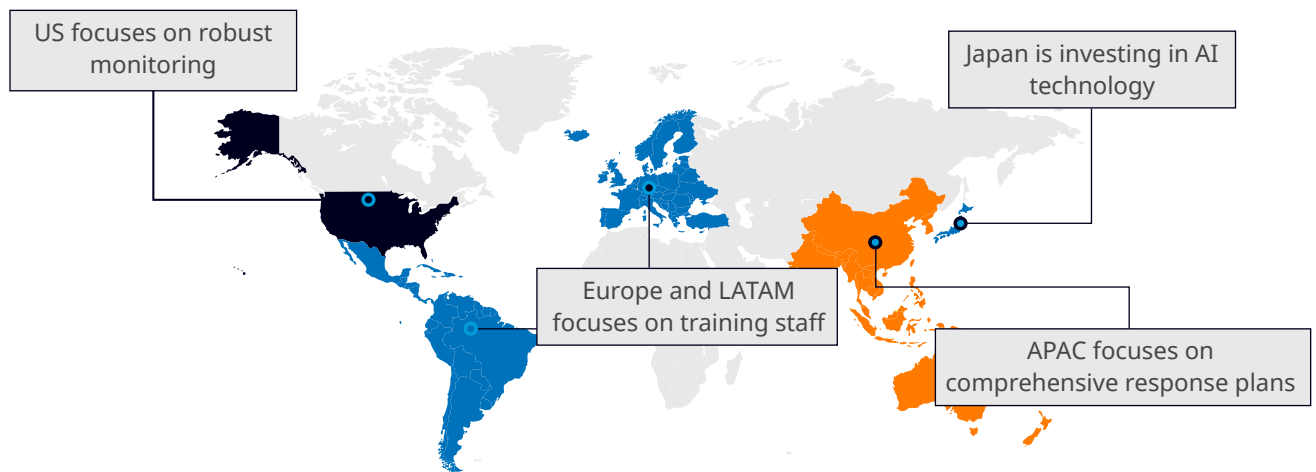 US focuses on robust
monitoring
Japan is investing in AI
technology
Europe and LATAM
focuses on training staff
APAC focuses on
comprehensive response plans